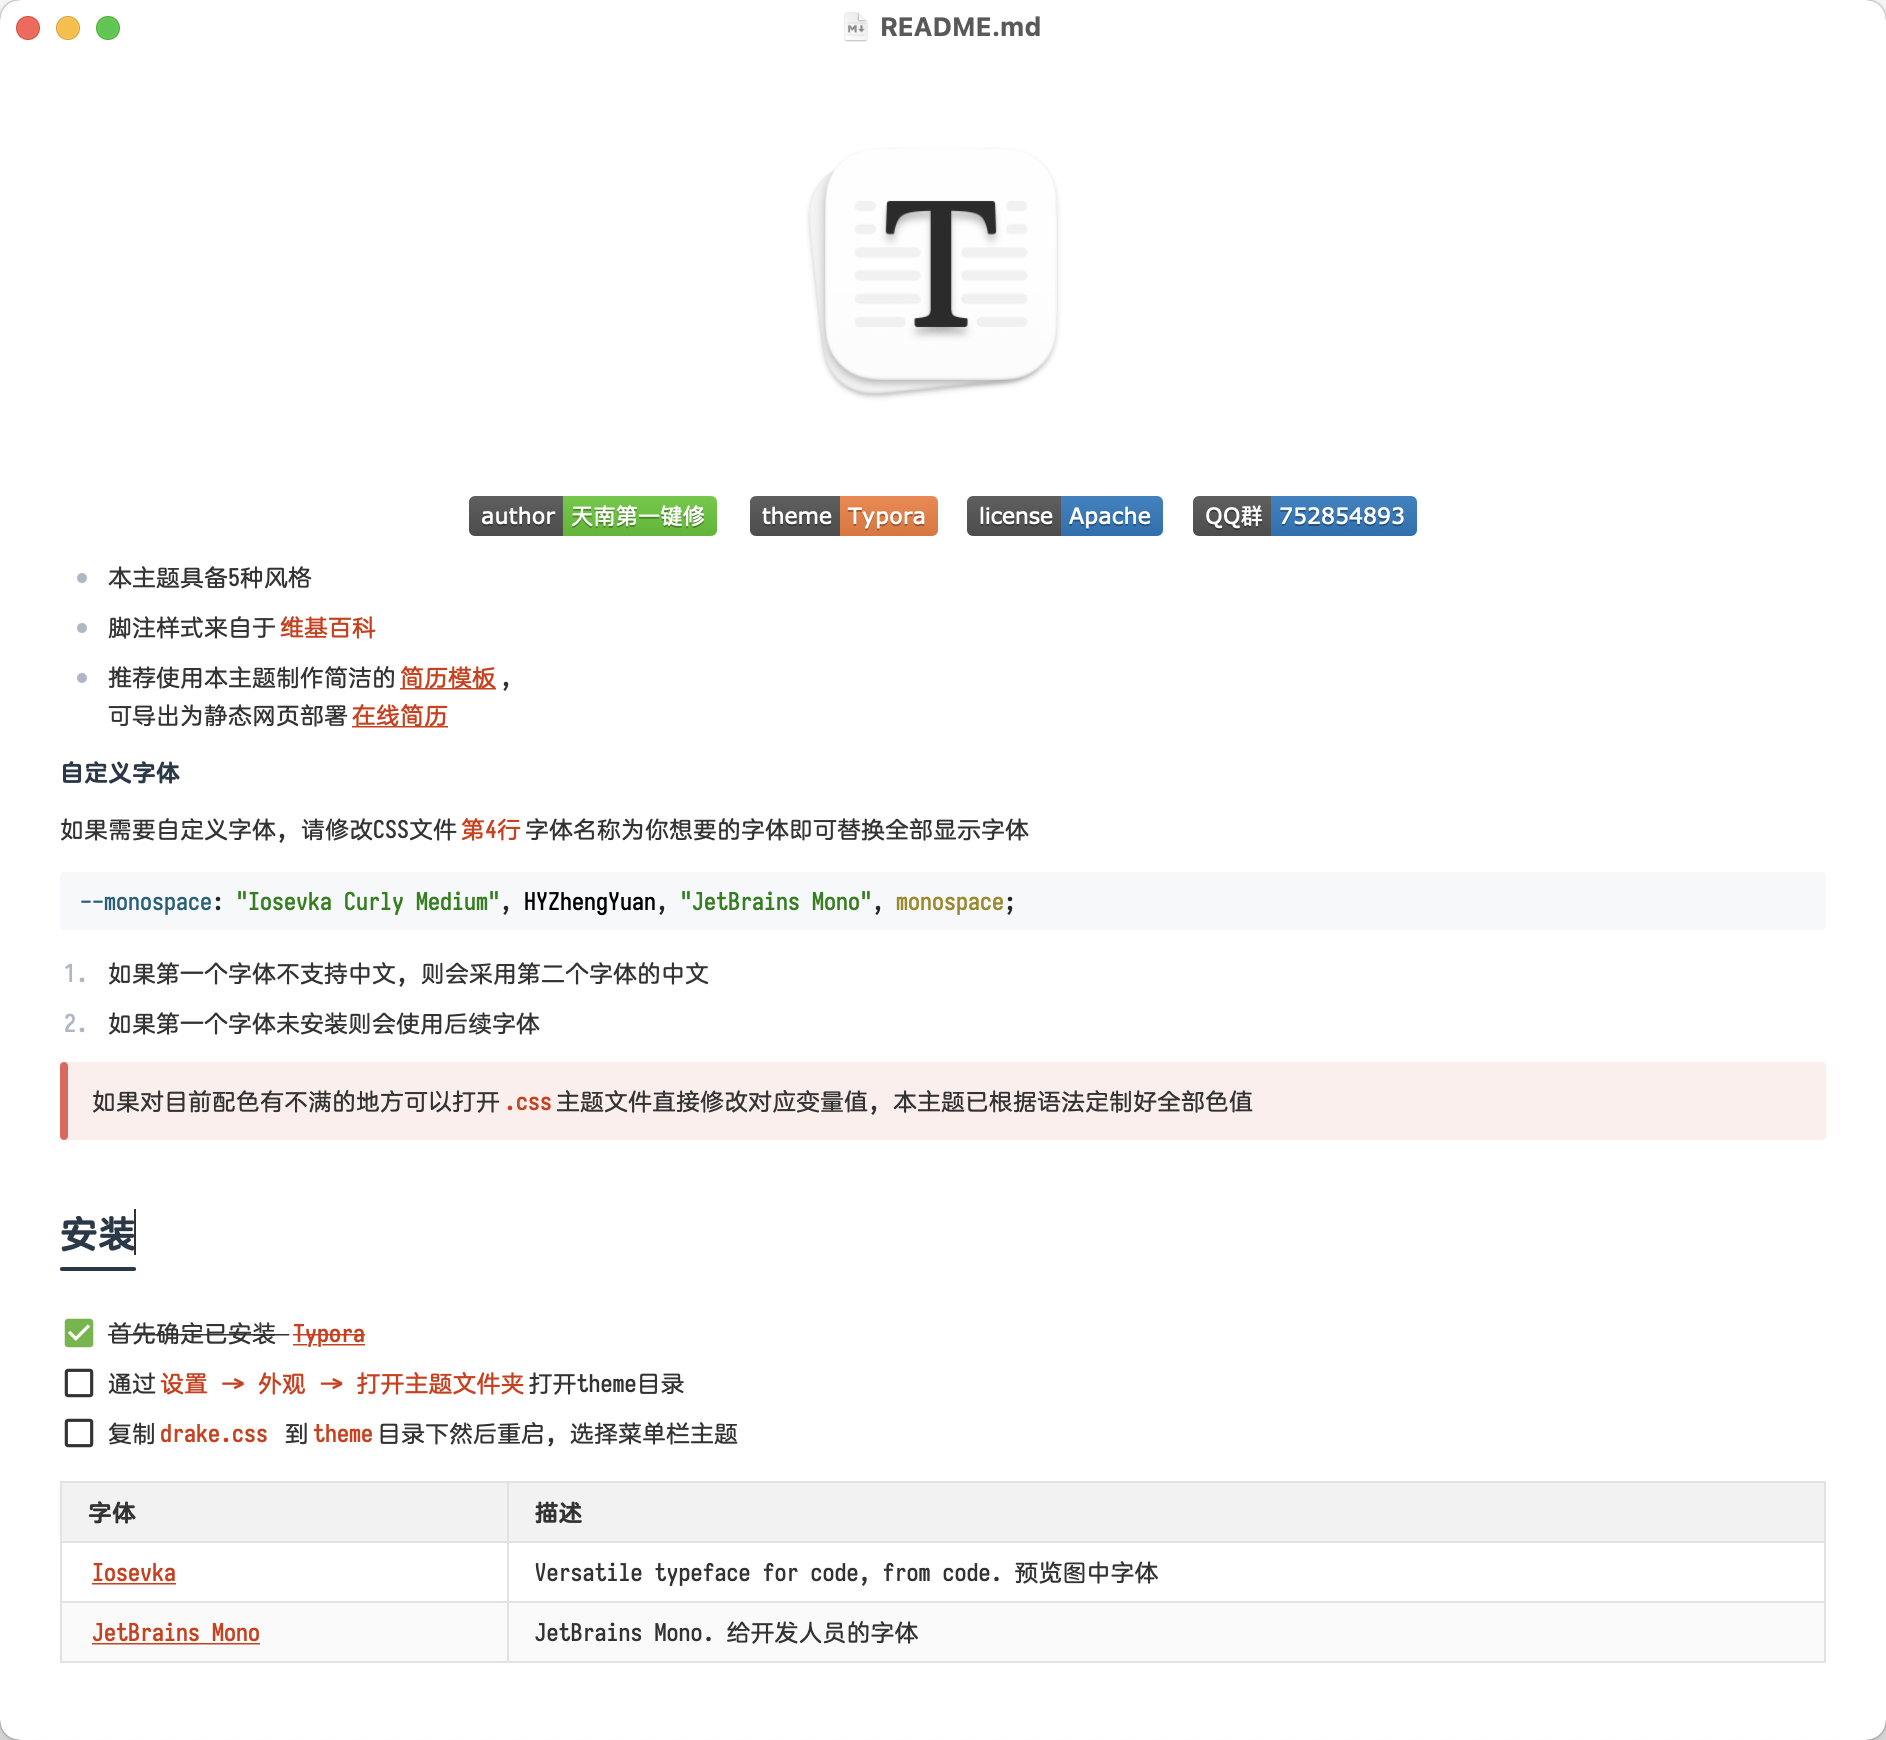 README.md
T
author 天南第一键修 theme Typora license Apache QQ群 752854893
本主题具备5种风格
脚注样式来自于 维基百科
推荐使用本主题制作简洁的 简历模板 ，
可导出为静态网页部署 在线简历
自定义字体
如果需要自定义字体，请修改CSS文件 第4行 字体名称为你想要的字体即可替换全部显示字体
--monospace: "Iosevka Curly Medium", HYZhengYuan, "JetBrains Mono", monospace;
1. 如果第一个字体不支持中文，则会采用第二个字体的中文
2. 如果第一个字体未安装则会使用后续字体
如果对目前配色有不满的地方可以打开 .css 主题文件直接修改对应变量值，本主题已根据语法定制好全部色值
安装
首先确定已安装 Typora
通过 设置 → 外观 → 打开主题文件夹 打开theme目录
复制 drake.css 到 theme 目录下然后重启，选择菜单栏主题
字体 描述
Iosevka Versatile typeface for code, from code. 预览图中字体
JetBrains Mono JetBrains Mono. 给开发人员的字体